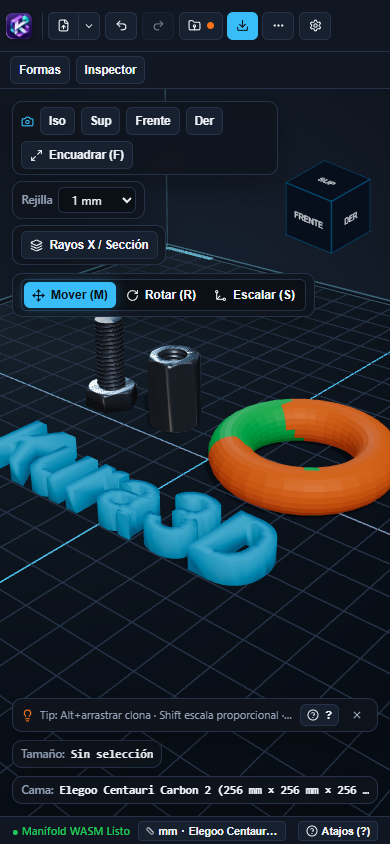 Formas Inspector
Iso Sup Frente Der
Encuadrar (F)
Rejilla 1 mm
Rayos X / Sección
SUP
FRENTE DER
Mover (M) Rotar (R) Escalar (S)
Tip: Alt+arrastrar clona · Shift escala proporcional ·... ?
Tamaño: Sin selección
Cama: Elegoo Centauri Carbon 2 (256 mm × 256 mm × 256 …
Manifold WASM Listo mm · Elegoo Centaur... Atajos (?)